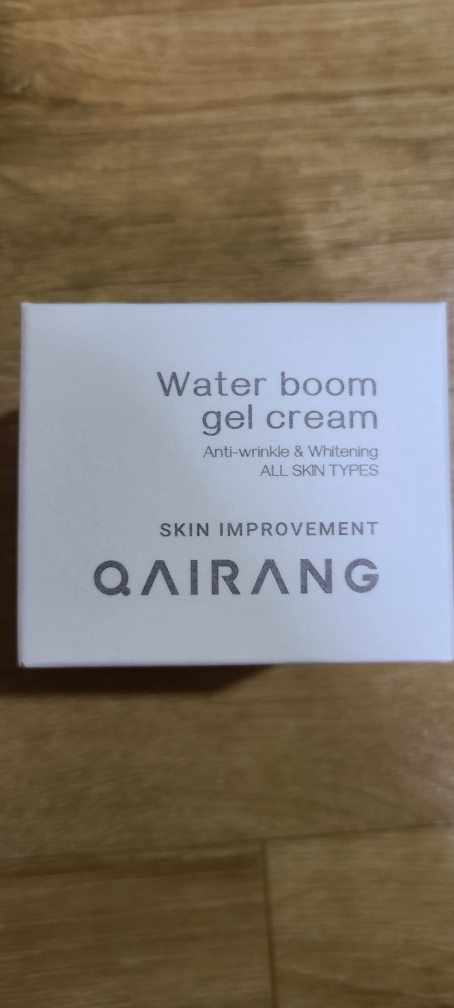 Water boom
gel cream
Anti-wrinkle & Whitening
ALL SKIN TYPES
SKIN IMPROVEMENT
QAIRANG